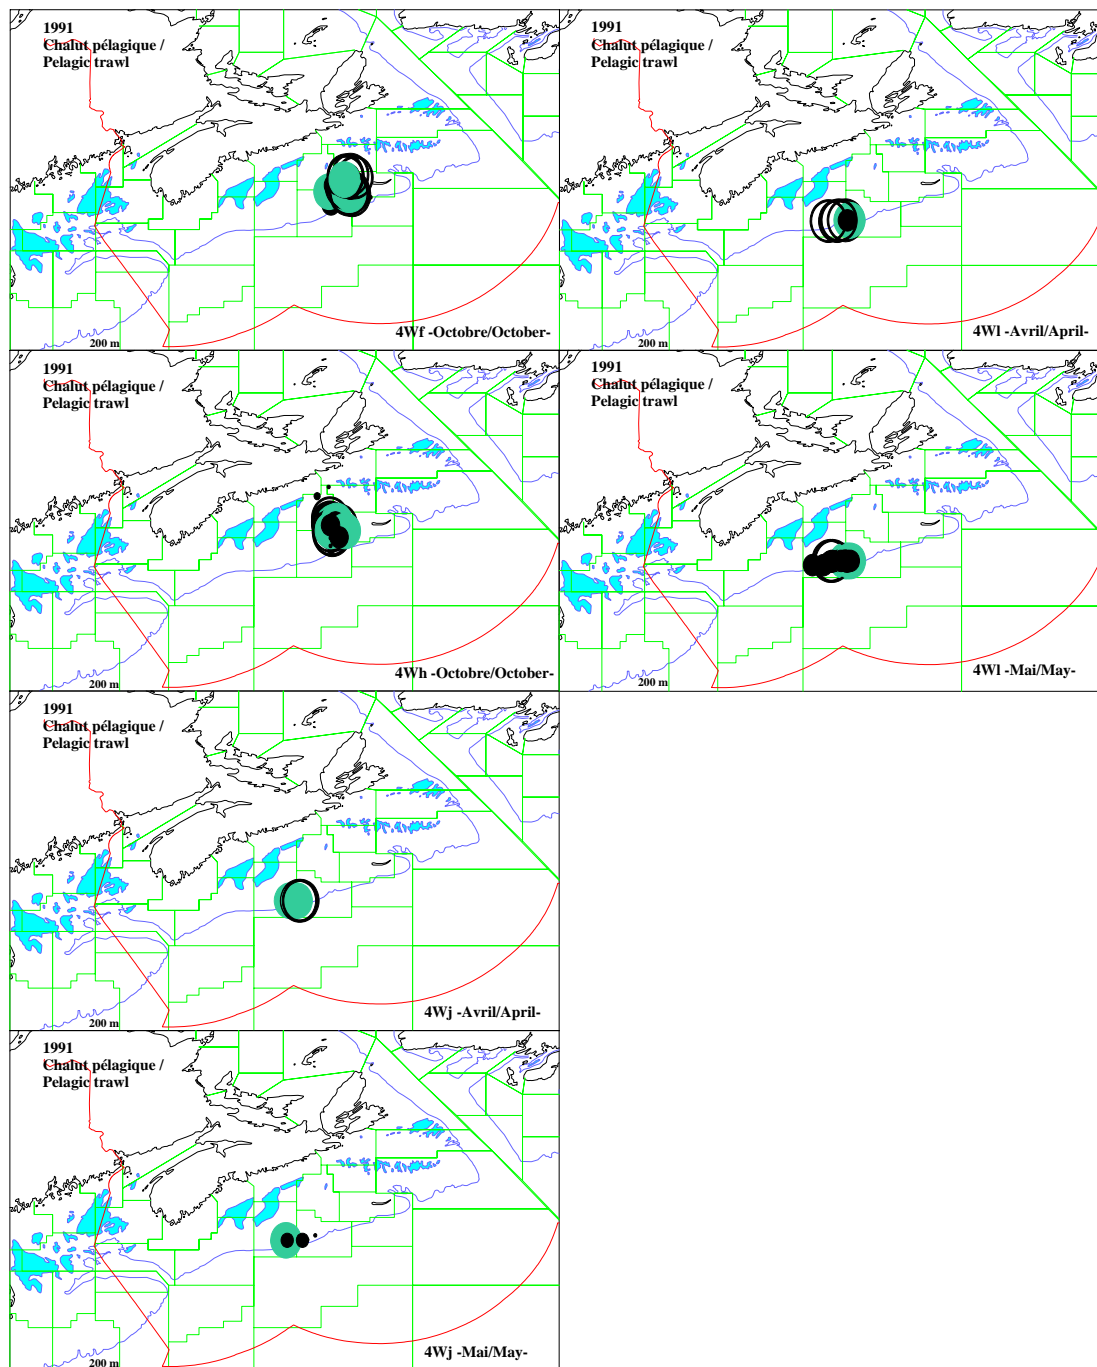 1991
Chalut pélagique /
Pelagic trawl
200 m
4Wf -Octobre/October-
1991
Chalut pélagique /
Pelagic trawl
200 m
4Wl -Avril/April-
1991
Chalut pélagique /
Pelagic trawl
200 m
4Wh -Octobre/October-
1991
Chalut pélagique /
Pelagic trawl
200 m
4Wl -Mai/May-
1991
Chalut pélagique /
Pelagic trawl
200 m
4Wj -Avril/April-
1991
Chalut pélagique /
Pelagic trawl
200 m
4Wj -Mai/May-